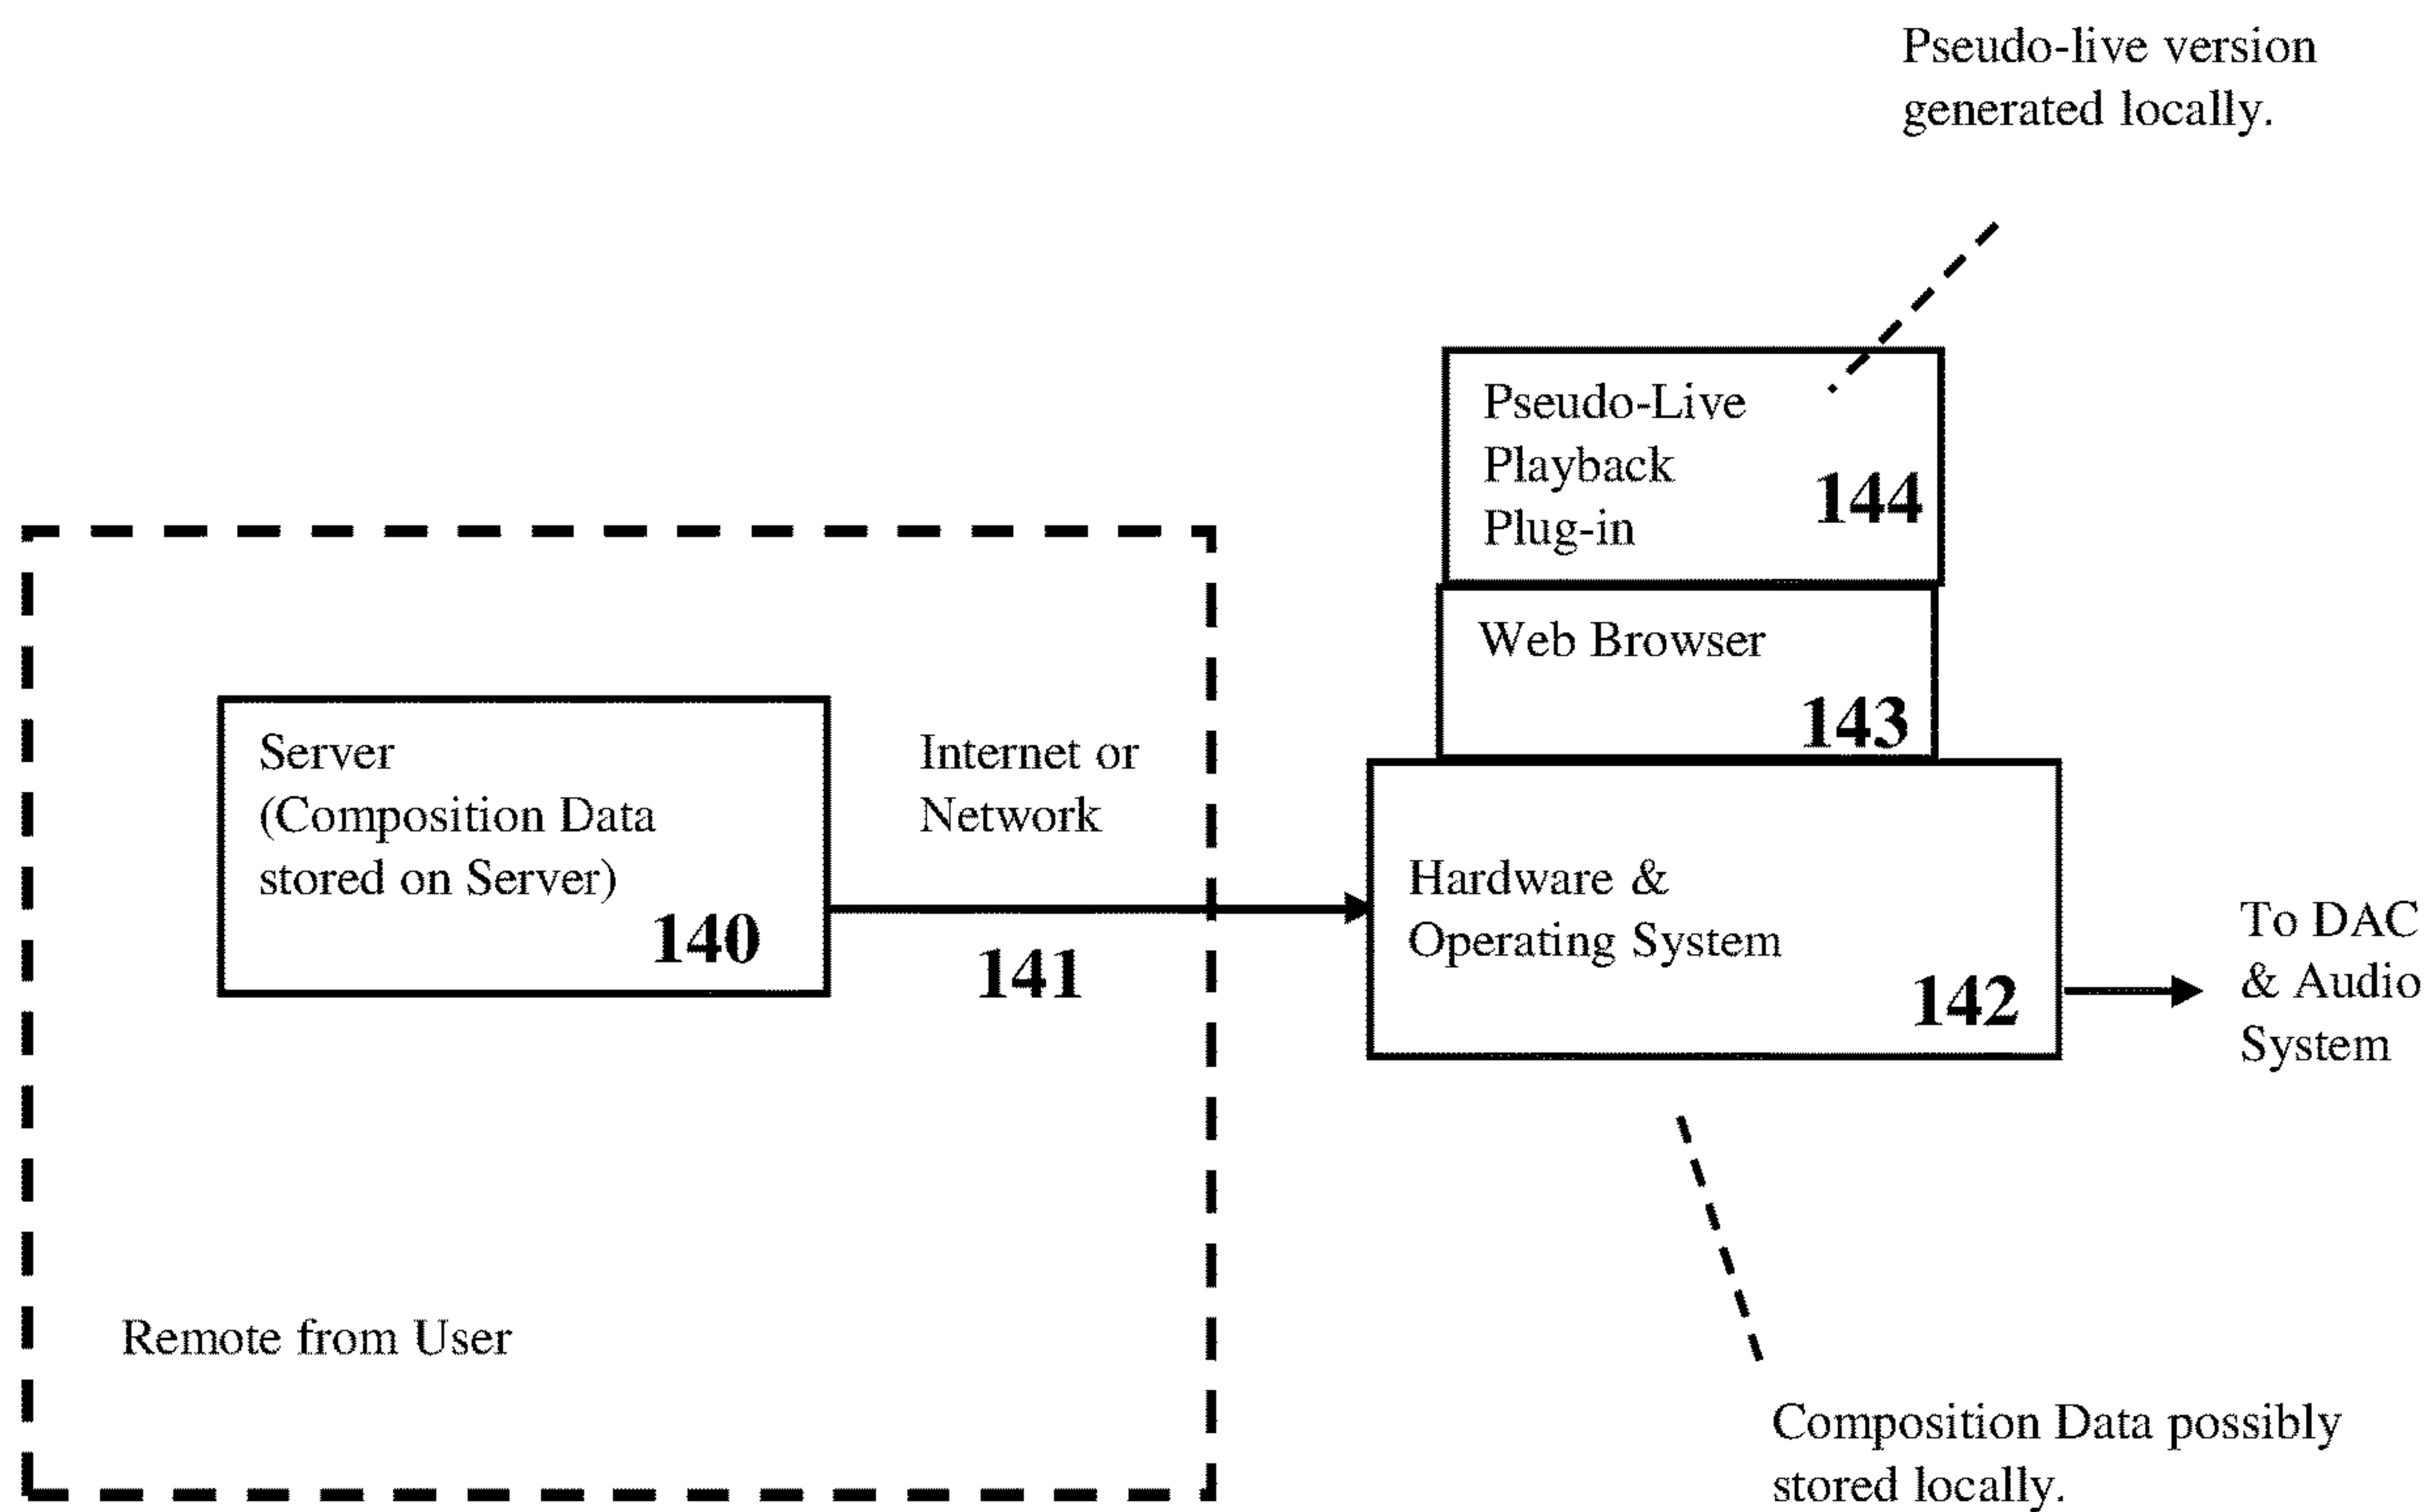 Pseudo-live version
generated locally.
Pseudo-Live
Playback
Plug-in
144
Web Browser
143
Server
(Composition Data
stored on Server)
140
Internet or
Network
141
Hardware &
Operating System
142
To DAC
& Audio
System
Remote from User
Composition Data possibly
stored locally.